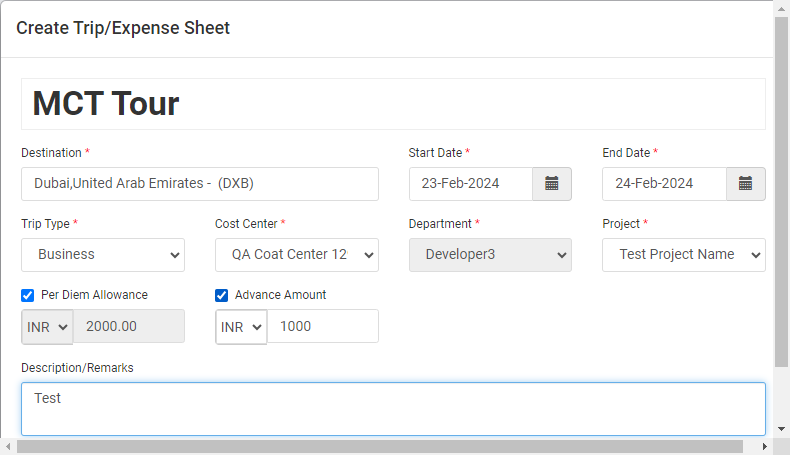 Create Trip/Expense Sheet
MCT Tour
Destination * Start Date * End Date *
Dubai,United Arab Emirates - (DXB) 23-Feb-2024 24-Feb-2024
Trip Type * Cost Center * Department * Project *
Business QA Coat Center 12 Developer3 Test Project Name
Per Diem Allowance Advance Amount
INR 2000.00 INR 1000
Description/Remarks
Test